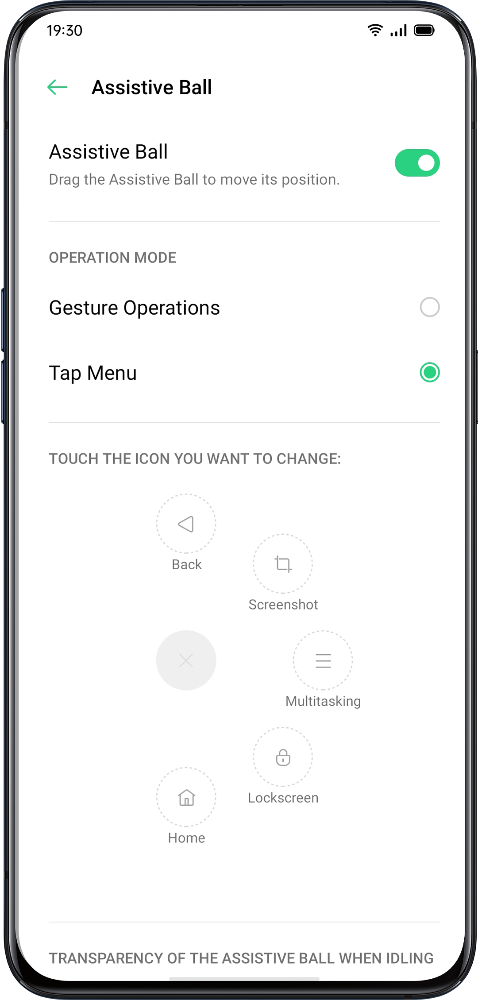 19:30
Assistive Ball
Assistive Ball
Drag the Assistive Ball to move its position.
OPERATION MODE
Gesture Operations
Tap Menu
TOUCH THE ICON YOU WANT TO CHANGE:
Back
Screenshot
Multitasking
Lockscreen
Home
TRANSPARENCY OF THE ASSISTIVE BALL WHEN IDLING